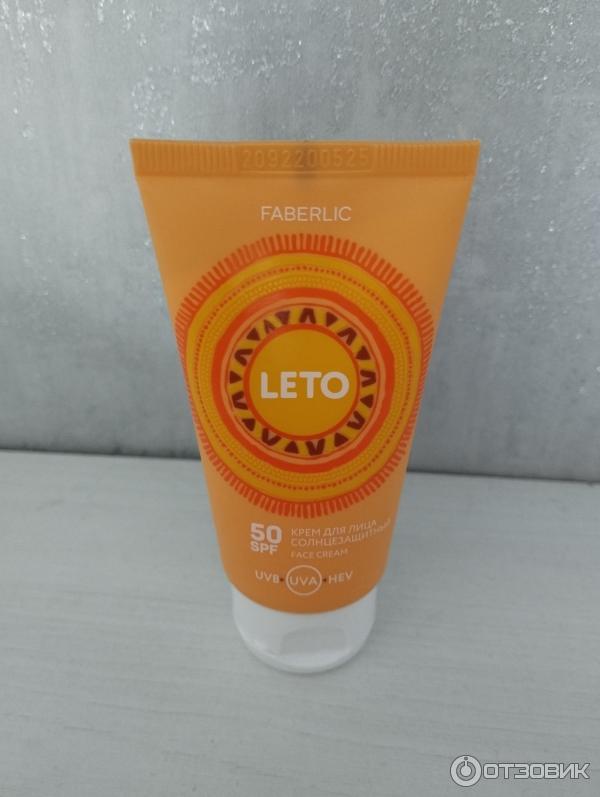 2092200525
FABERLIC
LETO
50
SPF
КРЕМ ДЛЯ ЛИЦА
СОЛНЦЕЗАЩИТНЫЙ
FACE CREAM
UVB•UVA•HEV
ОТЗОВИК